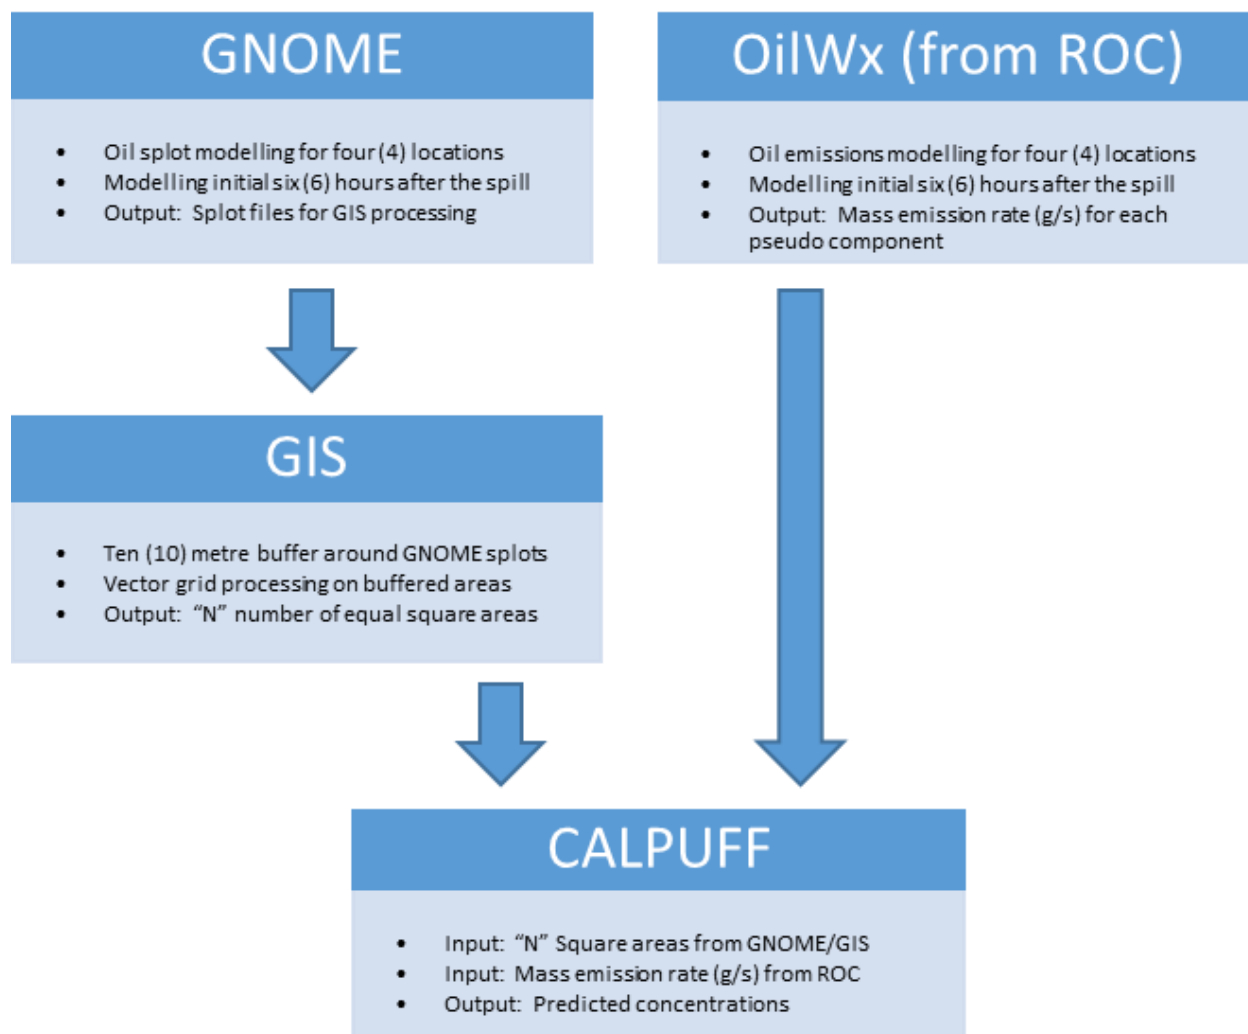 GNOME
• Oil splot modelling for four (4) locations
• Modelling initial six (6) hours after the spill
• Output: Splot files for GIS processing
OilWx (from ROC)
• Oil emissions modelling for four (4) locations
• Modelling initial six (6) hours after the spill
• Output: Mass emission rate (g/s) for each
pseudo component
GIS
• Ten (10) metre buffer around GNOME splots
• Vector grid processing on buffered areas
• Output: “N” number of equal square areas
CALPUFF
• Input: “N” Square areas from GNOME/GIS
• Input: Mass emission rate (g/s) from ROC
• Output: Predicted concentrations